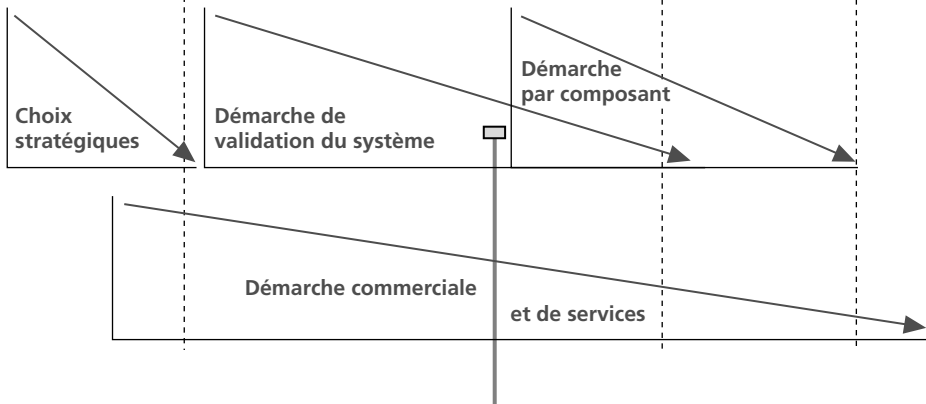 Choix
stratégiques
Démarche de
validation du système
Démarche
par composant
Démarche commerciale
et de services